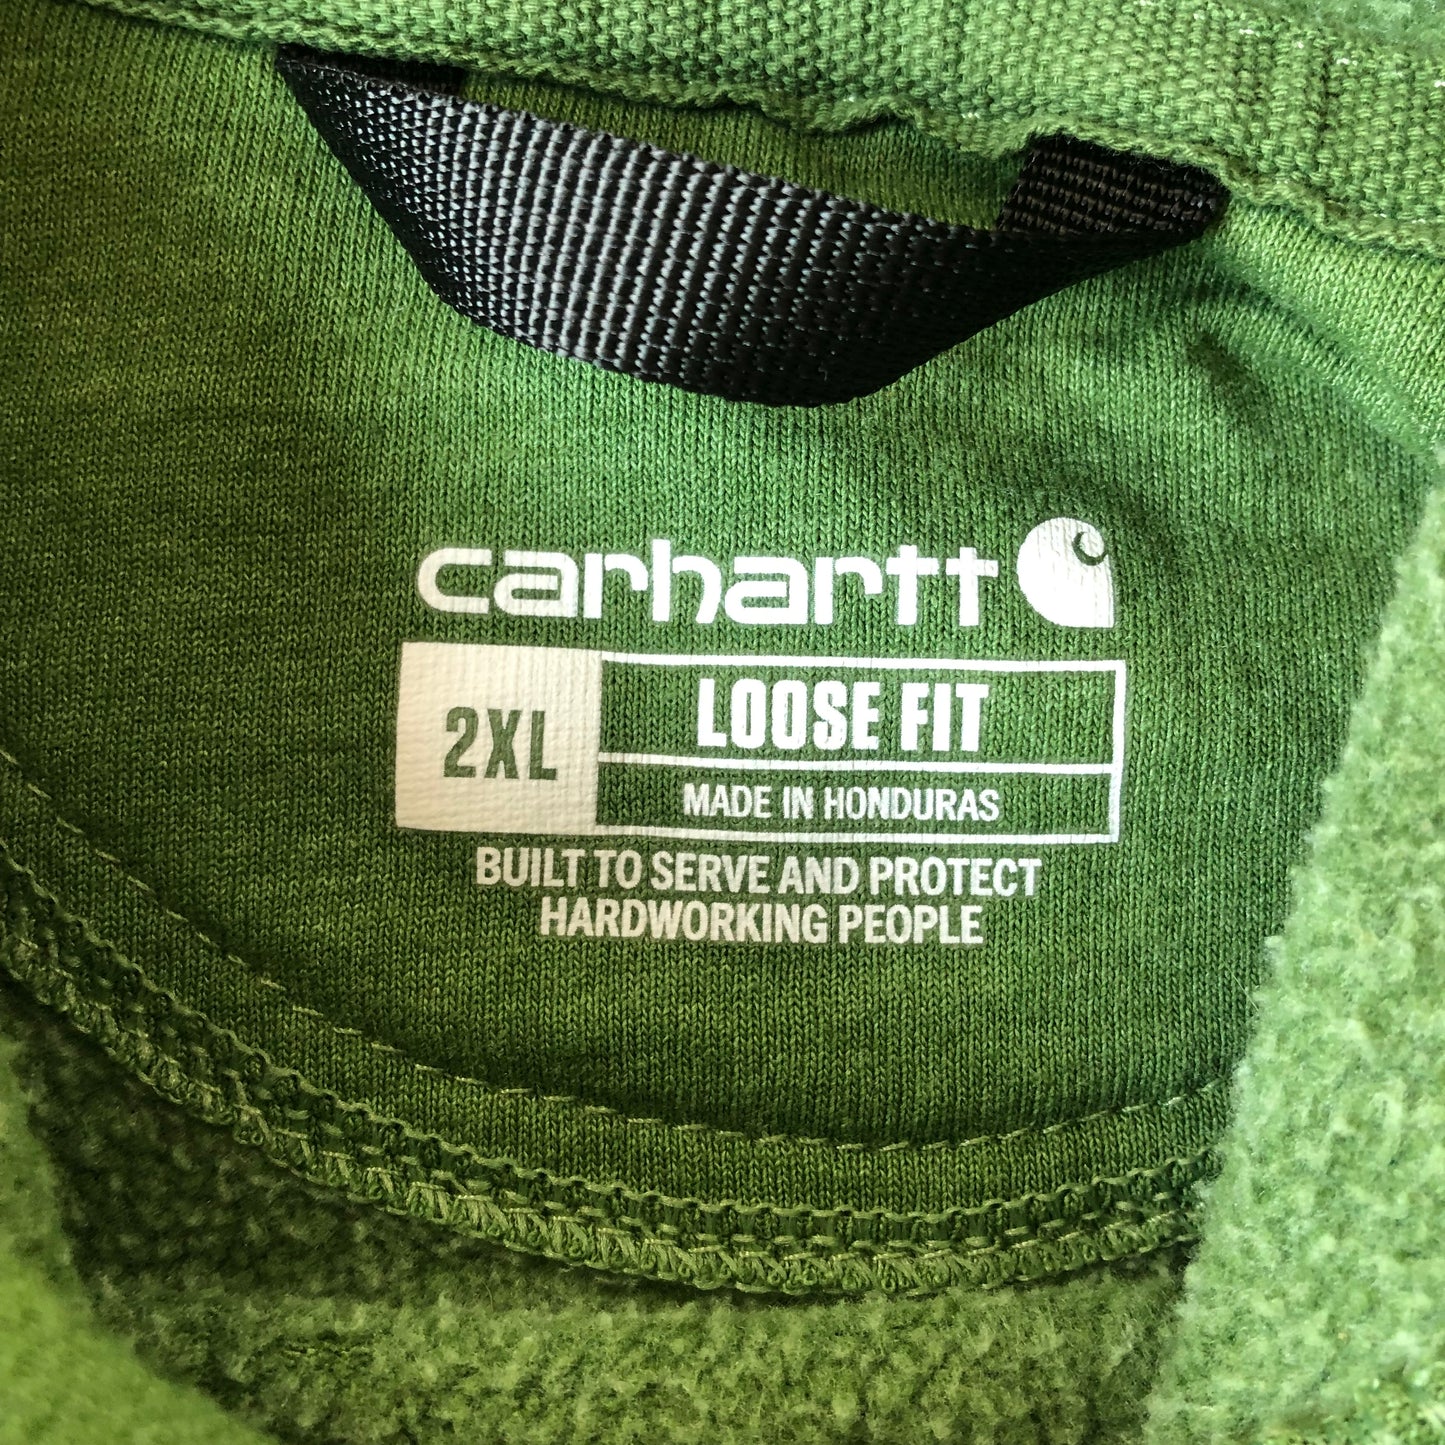 carhartt
2XL
LOOSE FIT
MADE IN HONDURAS
BUILT TO SERVE AND PROTECT
HARDWORKING PEOPLE